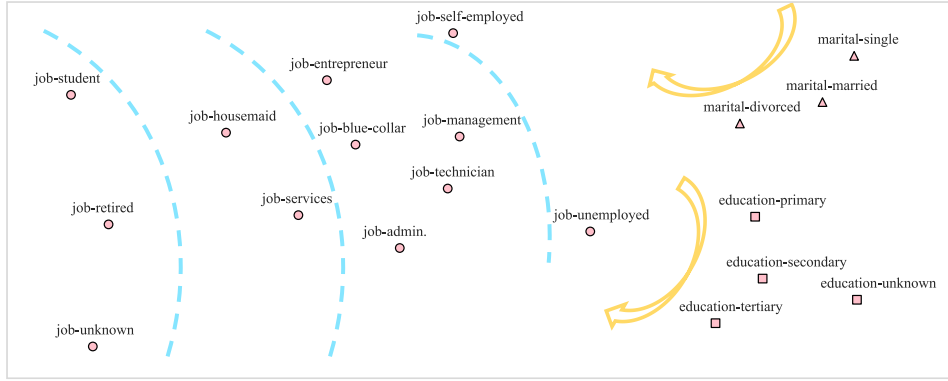 job-self-employed
marital-single
job-entrepreneur
job-student
marital-married
marital-divorced
job-housemaid
job-blue-collar
job-management
job-technician
job-retired
job-services
job-admin.
job-unemployed
education-primary
education-secondary
education-unknown
education-tertiary
job-unknown